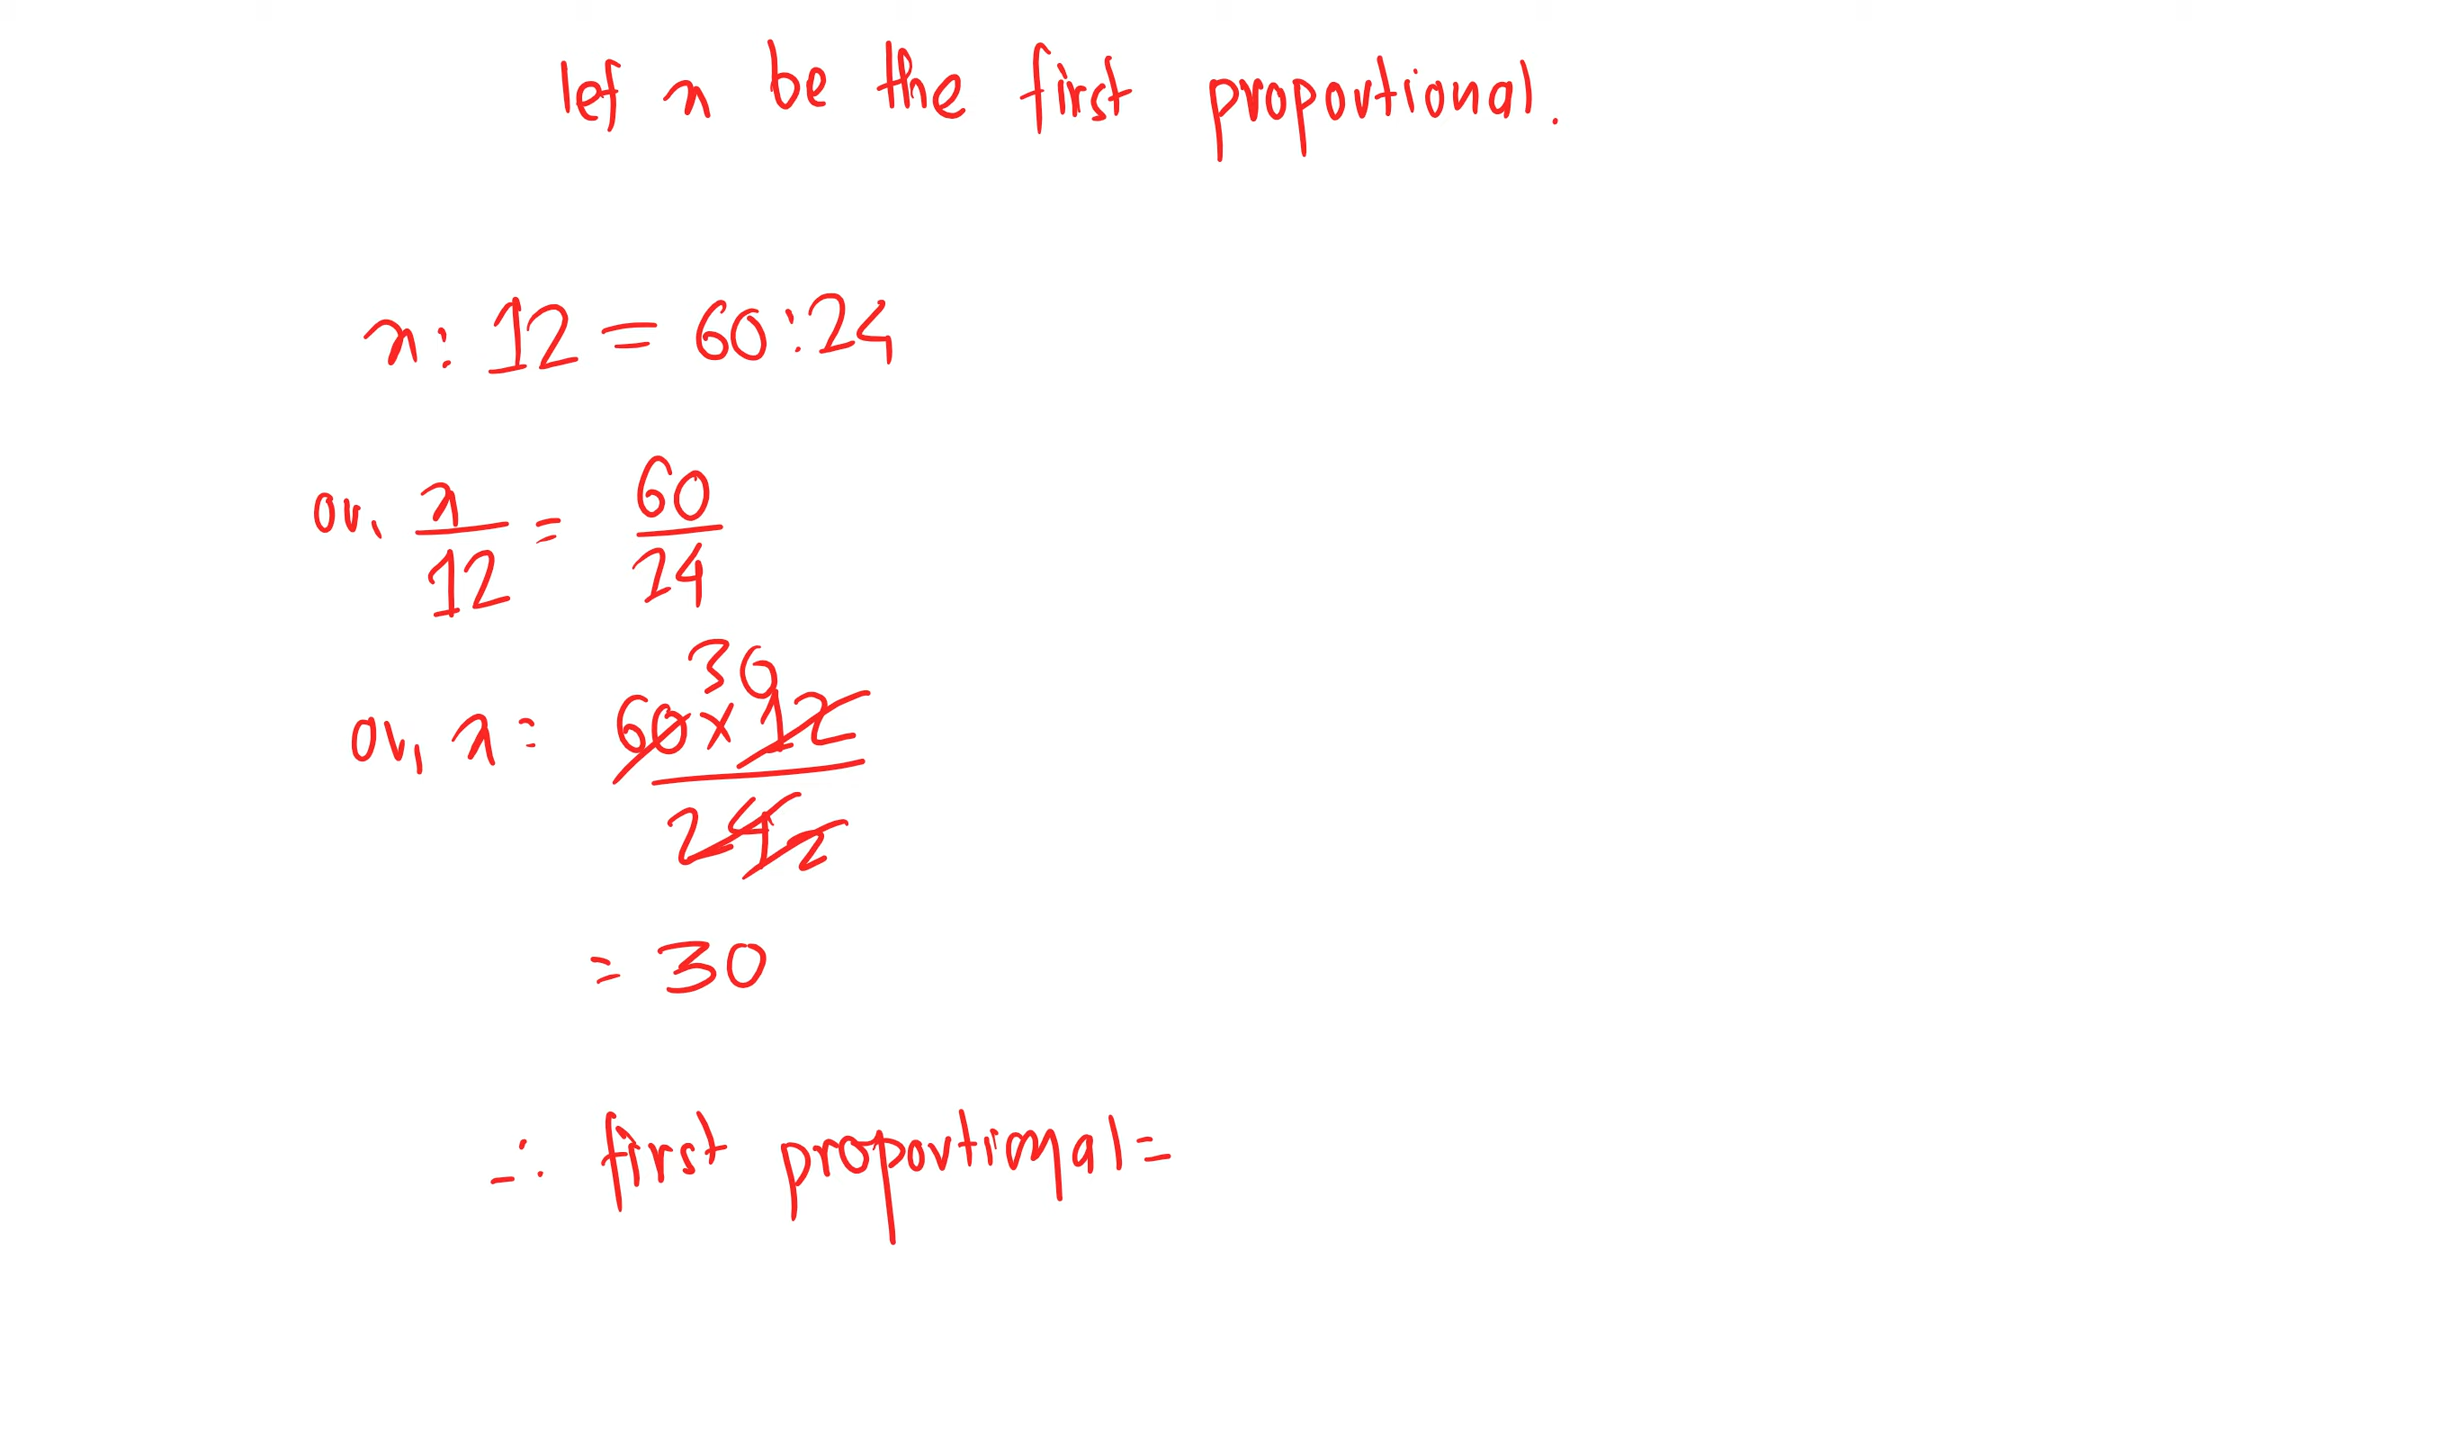 let x be the first proportional.
x : 12 = 60 : 24
or, x/12 = 60/24
30
or, x = 60 x 12
24 12
= 30
∴ first proportional =